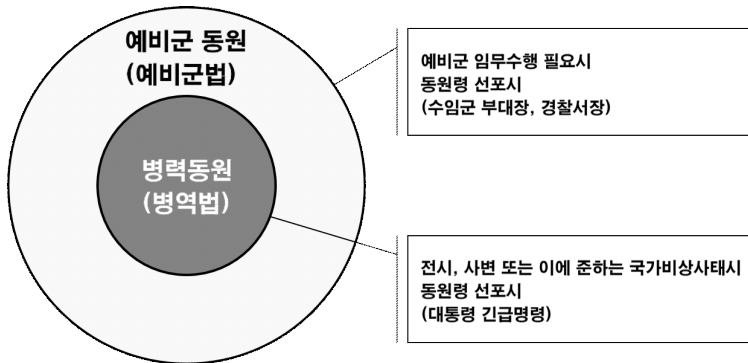 예비군 동원
(예비군법)
병력동원
(병역법)
예비군 임무수행 필요시
동원령 선포시
(수임군 부대장, 경찰서장)
전시, 사변 또는 이에 준하는 국가비상사태시
동원령 선포시
(대통령 긴급명령)